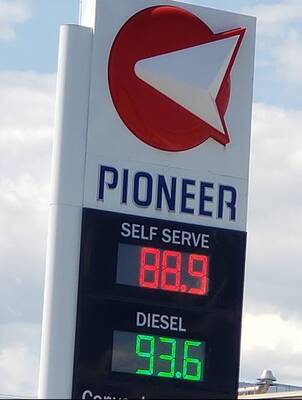 PIONEER
SELF SERVE
88.9
DIESEL
93.6